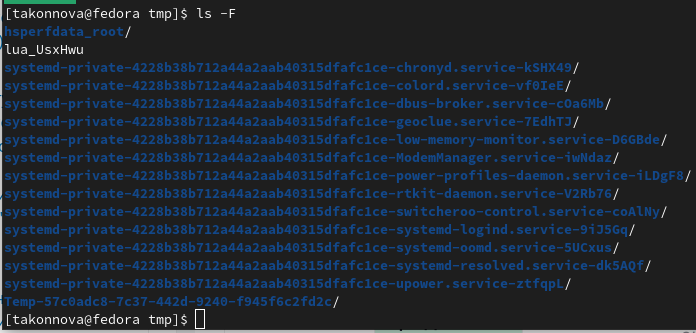 [takonnova@fedora tmp]$ ls -F
hsperfdata_root/
lua_UsxHwu
systemd-private-4228b38b712a44a2aab40315dfafc1ce-chronyd.service-kSHX49/
systemd-private-4228b38b712a44a2aab40315dfafc1ce-colord.service-vf0IeE/
systemd-private-4228b38b712a44a2aab40315dfafc1ce-dbus-broker.service-cOa6Mb/
systemd-private-4228b38b712a44a2aab40315dfafc1ce-geoclue.service-7EdhTJ/
systemd-private-4228b38b712a44a2aab40315dfafc1ce-low-memory-monitor.service-D6GBde/
systemd-private-4228b38b712a44a2aab40315dfafc1ce-ModemManager.service-iwNdaz/
systemd-private-4228b38b712a44a2aab40315dfafc1ce-power-profiles-daemon.service-iLDgF8/
systemd-private-4228b38b712a44a2aab40315dfafc1ce-rtkit-daemon.service-V2Rb76/
systemd-private-4228b38b712a44a2aab40315dfafc1ce-switcheroo-control.service-coAlNy/
systemd-private-4228b38b712a44a2aab40315dfafc1ce-systemd-logind.service-9iJ5Gq/
systemd-private-4228b38b712a44a2aab40315dfafc1ce-systemd-oomd.service-5UCxus/
systemd-private-4228b38b712a44a2aab40315dfafc1ce-systemd-resolved.service-dk5AQf/
systemd-private-4228b38b712a44a2aab40315dfafc1ce-upower.service-ztfqpL/
Temp-57c0adc8-7c37-442d-9240-f945f6c2fd2c/
[takonnova@fedora tmp]$